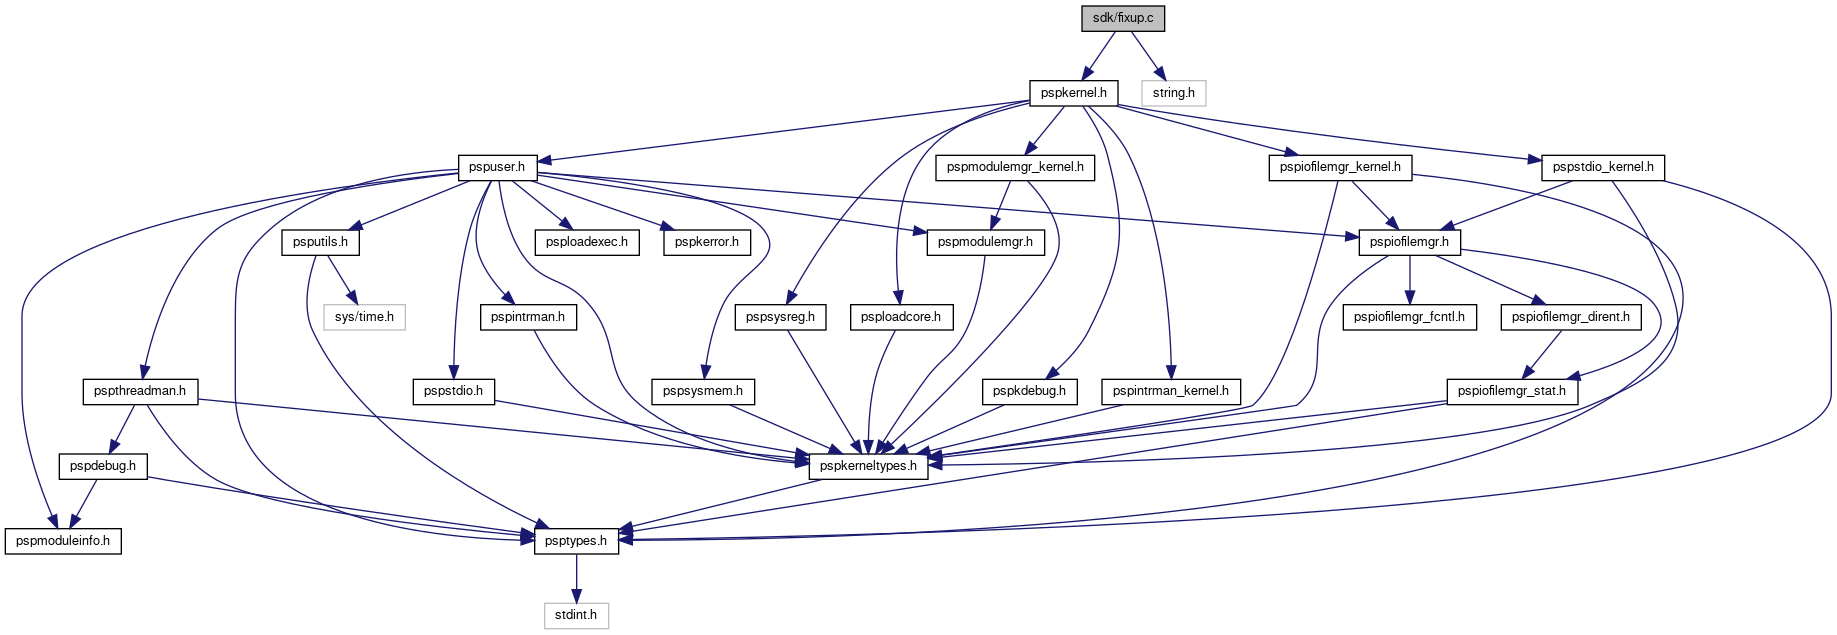 sdk/fixup.c
pspkernel.h
string.h
pspuser.h
pspmodulemgr_kernel.h
pspiofilemgr_kernel.h
pspstdio_kernel.h
psputils.h
psploadexec.h
pspkerror.h
pspmodulemgr.h
pspiofilemgr.h
sys/time.h
pspintrman.h
pspsysreg.h
psploadcore.h
pspiofilemgr_fcntl.h
pspiofilemgr_dirent.h
pspthreadman.h
pspstdio.h
pspsysmem.h
pspkdebug.h
pspintrman_kernel.h
pspiofilemgr_stat.h
pspdebug.h
pspkerneltypes.h
pspmoduleinfo.h
psptypes.h
stdint.h